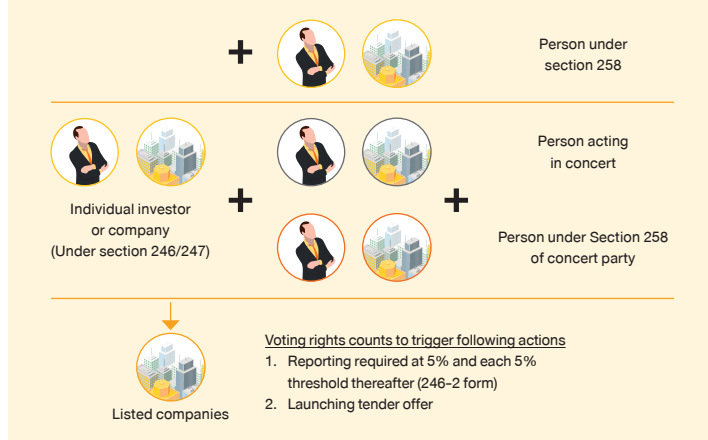 +
Person under
section 258
Individual investor
or company
(Under section 246/247)
+
+
Person acting
in concert
Person under Section 258
of concert party
Listed companies
Voting rights counts to trigger following actions
1. Reporting required at 5% and each 5%
threshold thereafter (246-2 form)
2. Launching tender offer